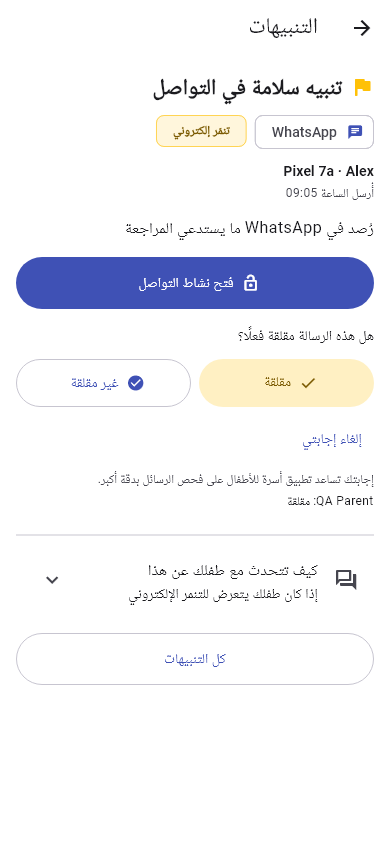 التنبيهات
تنبيه سلامة في التواصل
WhatsApp
تنمّر إلكتروني
Pixel 7a · Alex
أُرسل الساعة 09:05
رُصد في WhatsApp ما يستدعي المراجعة
فتح نشاط التواصل
هل هذه الرسالة مقلقة فعلًا؟
مقلقة
غير مقلقة
إلغاء إجابتي
إجابتك تساعد تطبيق أسرة للأطفال على فحص الرسائل بدقة أكبر.
QA Parent: مقلقة
كيف تتحدث مع طفلك عن هذا
إذا كان طفلك يتعرض للتنمر الإلكتروني
كل التنبيهات